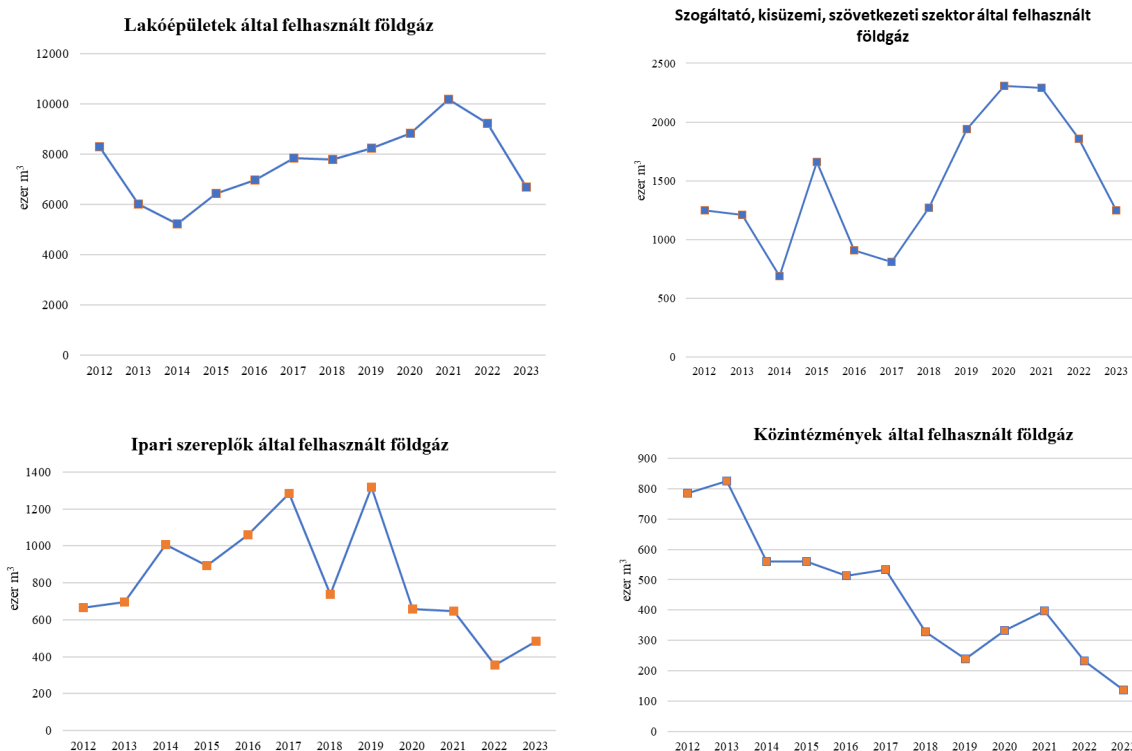 Lakóépületek által felhasznált földgáz
12000
10000
8000
6000
4000
2000
0
ezer m³
2012 2013 2014 2015 2016 2017 2018 2019 2020 2021 2022 2023
Szogáltató, kisüzemi, szövetkezeti szektor által felhasznált
földgáz
2500
2000
1500
1000
500
0
ezer m³
2012 2013 2014 2015 2016 2017 2018 2019 2020 2021 2022 2023
Ipari szereplők által felhasznált földgáz
1400
1200
1000
800
600
400
200
0
ezer m³
2012 2013 2014 2015 2016 2017 2018 2019 2020 2021 2022 2023
Közintézmények által felhasznált földgáz
900
800
700
600
500
400
300
200
100
0
ezer m³
2012 2013 2014 2015 2016 2017 2018 2019 2020 2021 2022